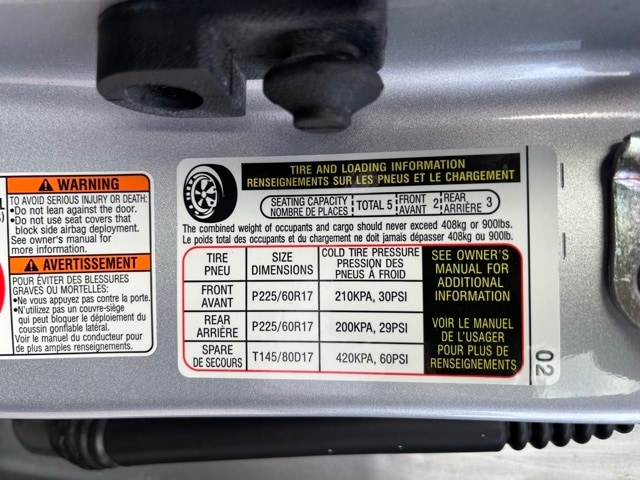 WARNING
TO AVOID SERIOUS INJURY OR DEATH:
•Do not lean against the door.
•Do not use seat covers that
block side airbag deployment.
See owner's manual for
more information.
AVERTISSEMENT
POUR ÉVITER DES BLESSURES
GRAVES OU MORTELLES:
•Ne vous appuyez pas contre la porte.
•N'utilizes pas un couvre-siège
qui peut bloquer le déploiement du
coussin gonflable latéral.
Voir le manuel du conducteur pour
de plus amples renseignements.
TIRE AND LOADING INFORMATION
RENSEIGNEMENTS SUR LES PNEUS ET LE CHARGEMENT
SEATING CAPACITY TOTAL 5 FRONT 2 REAR 3
NOMBRE DE PLACES AVANT ARRIÈRE
The combined weight of occupants and cargo should never exceed 408kg or 900lbs.
Le poids total des occupants et du chargement ne doit jamais dépasser 408kg ou 900lb.
TIRE SIZE COLD TIRE PRESSURE
PNEU DIMENSIONS PRESSION DES
PNEUS À FROID
FRONT
AVANT P225/60R17 210KPA, 30PSI
REAR
ARRIÈRE P225/60R17 200KPA, 29PSI
SPARE
DE SECOURS T145/80D17 420KPA, 60PSI
SEE OWNER'S
MANUAL FOR
ADDITIONAL
INFORMATION
VOIR LE MANUEL
DE L'USAGER
POUR PLUS DE
RENSEIGNEMENTS
02